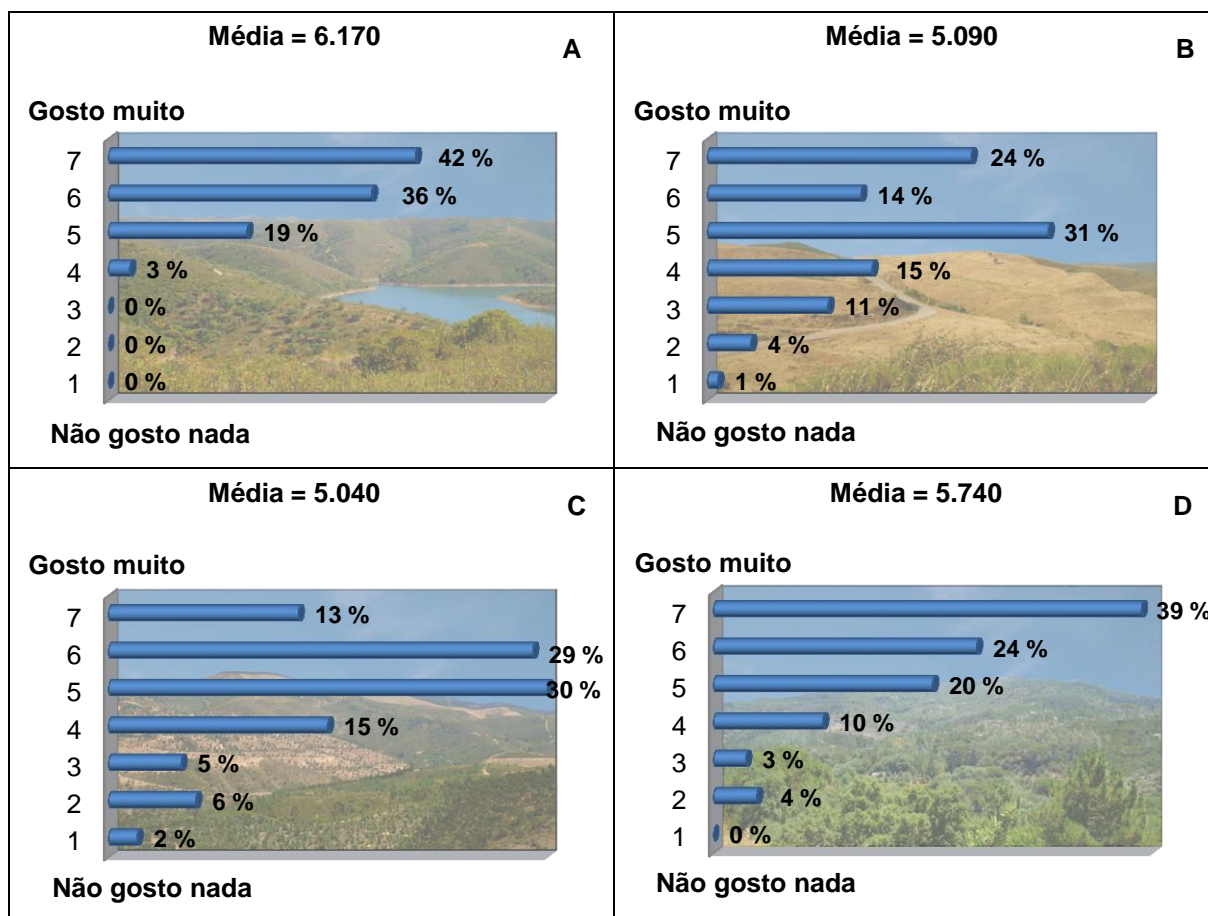 Média = 6.170
A
Gosto muito
7 42 %
6 36 %
5 19 %
4 3 %
3 0 %
2 0 %
1 0 %
Não gosto nada
Média = 5.090
B
Gosto muito
7 24 %
6 14 %
5 31 %
4 15 %
3 11 %
2 4 %
1 1 %
Não gosto nada
Média = 5.040
C
Gosto muito
7 13 %
6 29 %
5 30 %
4 15 %
3 5 %
2 6 %
1 2 %
Não gosto nada
Média = 5.740
D
Gosto muito
7 39 %
6 24 %
5 20 %
4 10 %
3 3 %
2 4 %
1 0 %
Não gosto nada